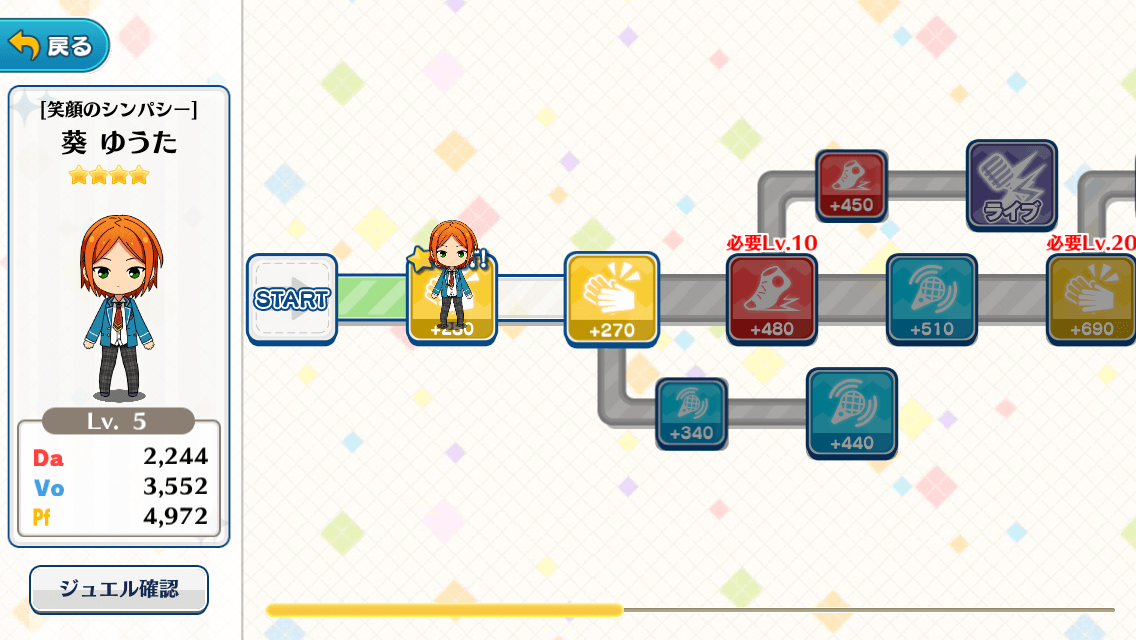 戻る
[笑顔のシンパシー]
葵 ゆうた
Lv. 5
Da 2,244
Vo 3,552
Pf 4,972
ジュエル確認
START
!!
+270
+450
ライブ
必要Lv.10
必要Lv.20
+480
+510
+690
+340
+440